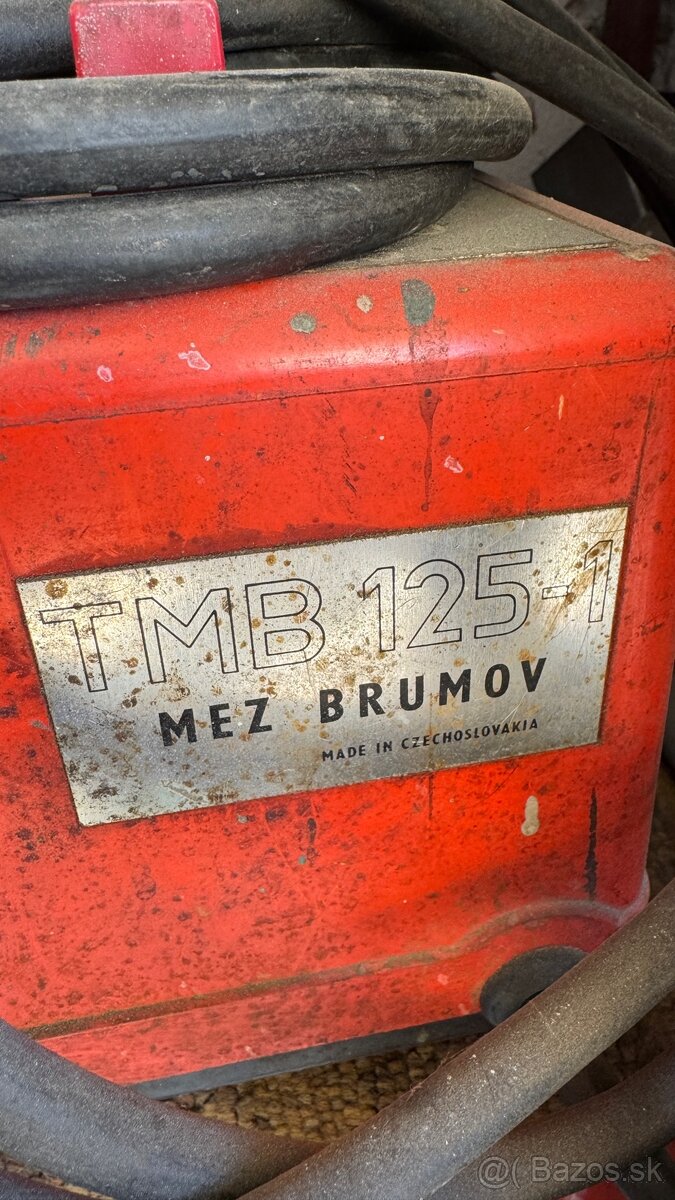 TMB 125-1
MEZ BRUMOV
MADE IN CZECHOSLOVAKIA
@( Bazos.sk